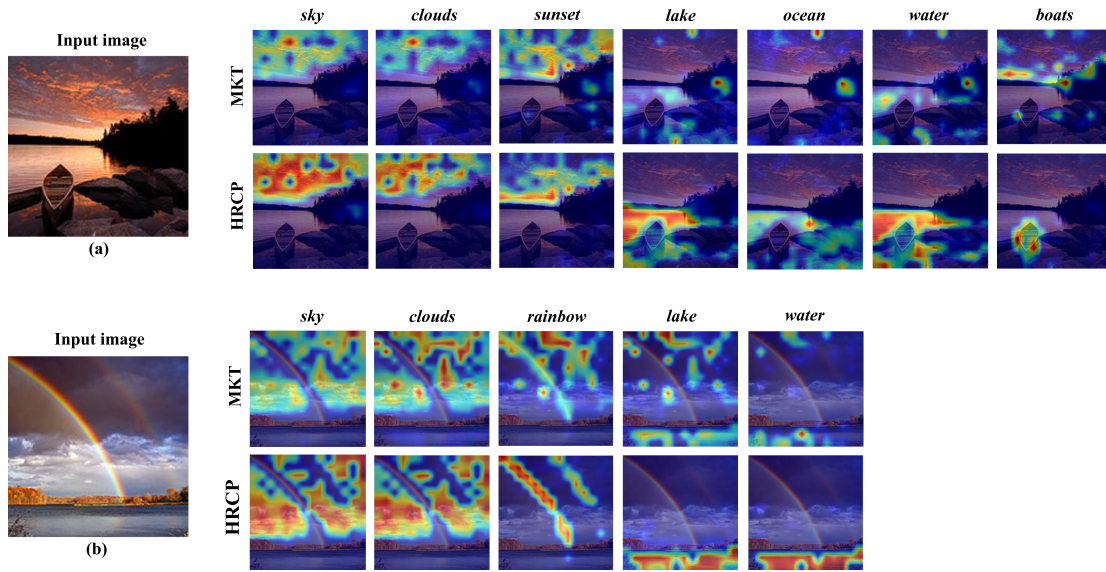 sky clouds sunset lake ocean water boats
Input image
MKT
HRCP
(a)
sky clouds rainbow lake water
Input image
MKT
HRCP
(b)